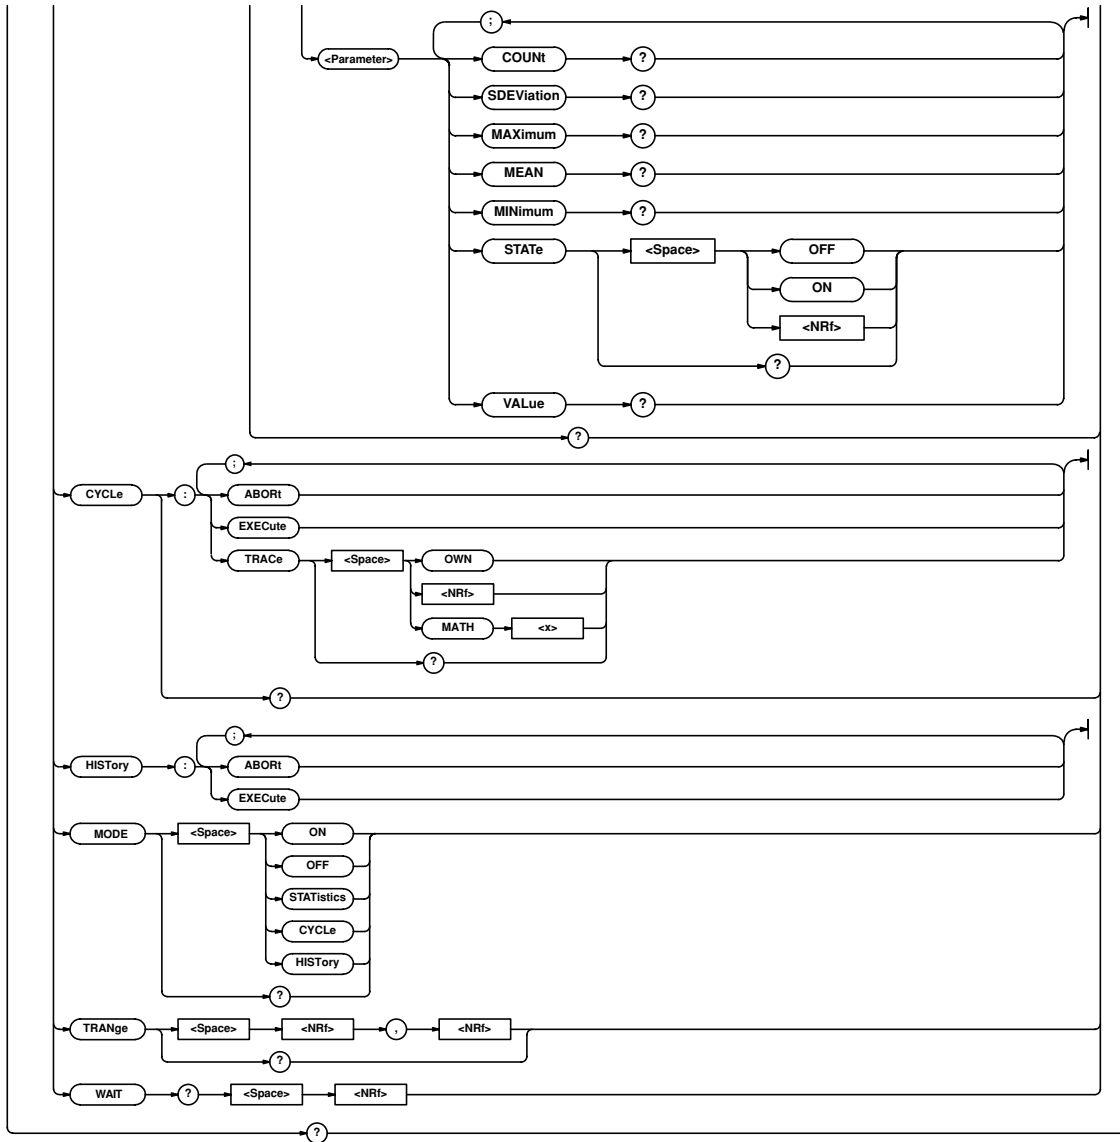 ;
<Parameter> COUNt ?
SDEViation ?
MAXimum ?
MEAN ?
MINimum ?
STATe <Space> OFF
ON
<NRf>
?
VALue ?
?
;
CYCLe : ABORt
EXECute
TRACe <Space> OWN
<NRf>
MATH <x>
?
?
;
HISTory : ABORt
EXECute
MODE <Space> ON
OFF
STATistics
CYCLe
HISTory
?
TRANge <Space> <NRf> , <NRf>
?
WAIT ? <Space> <NRf>
?